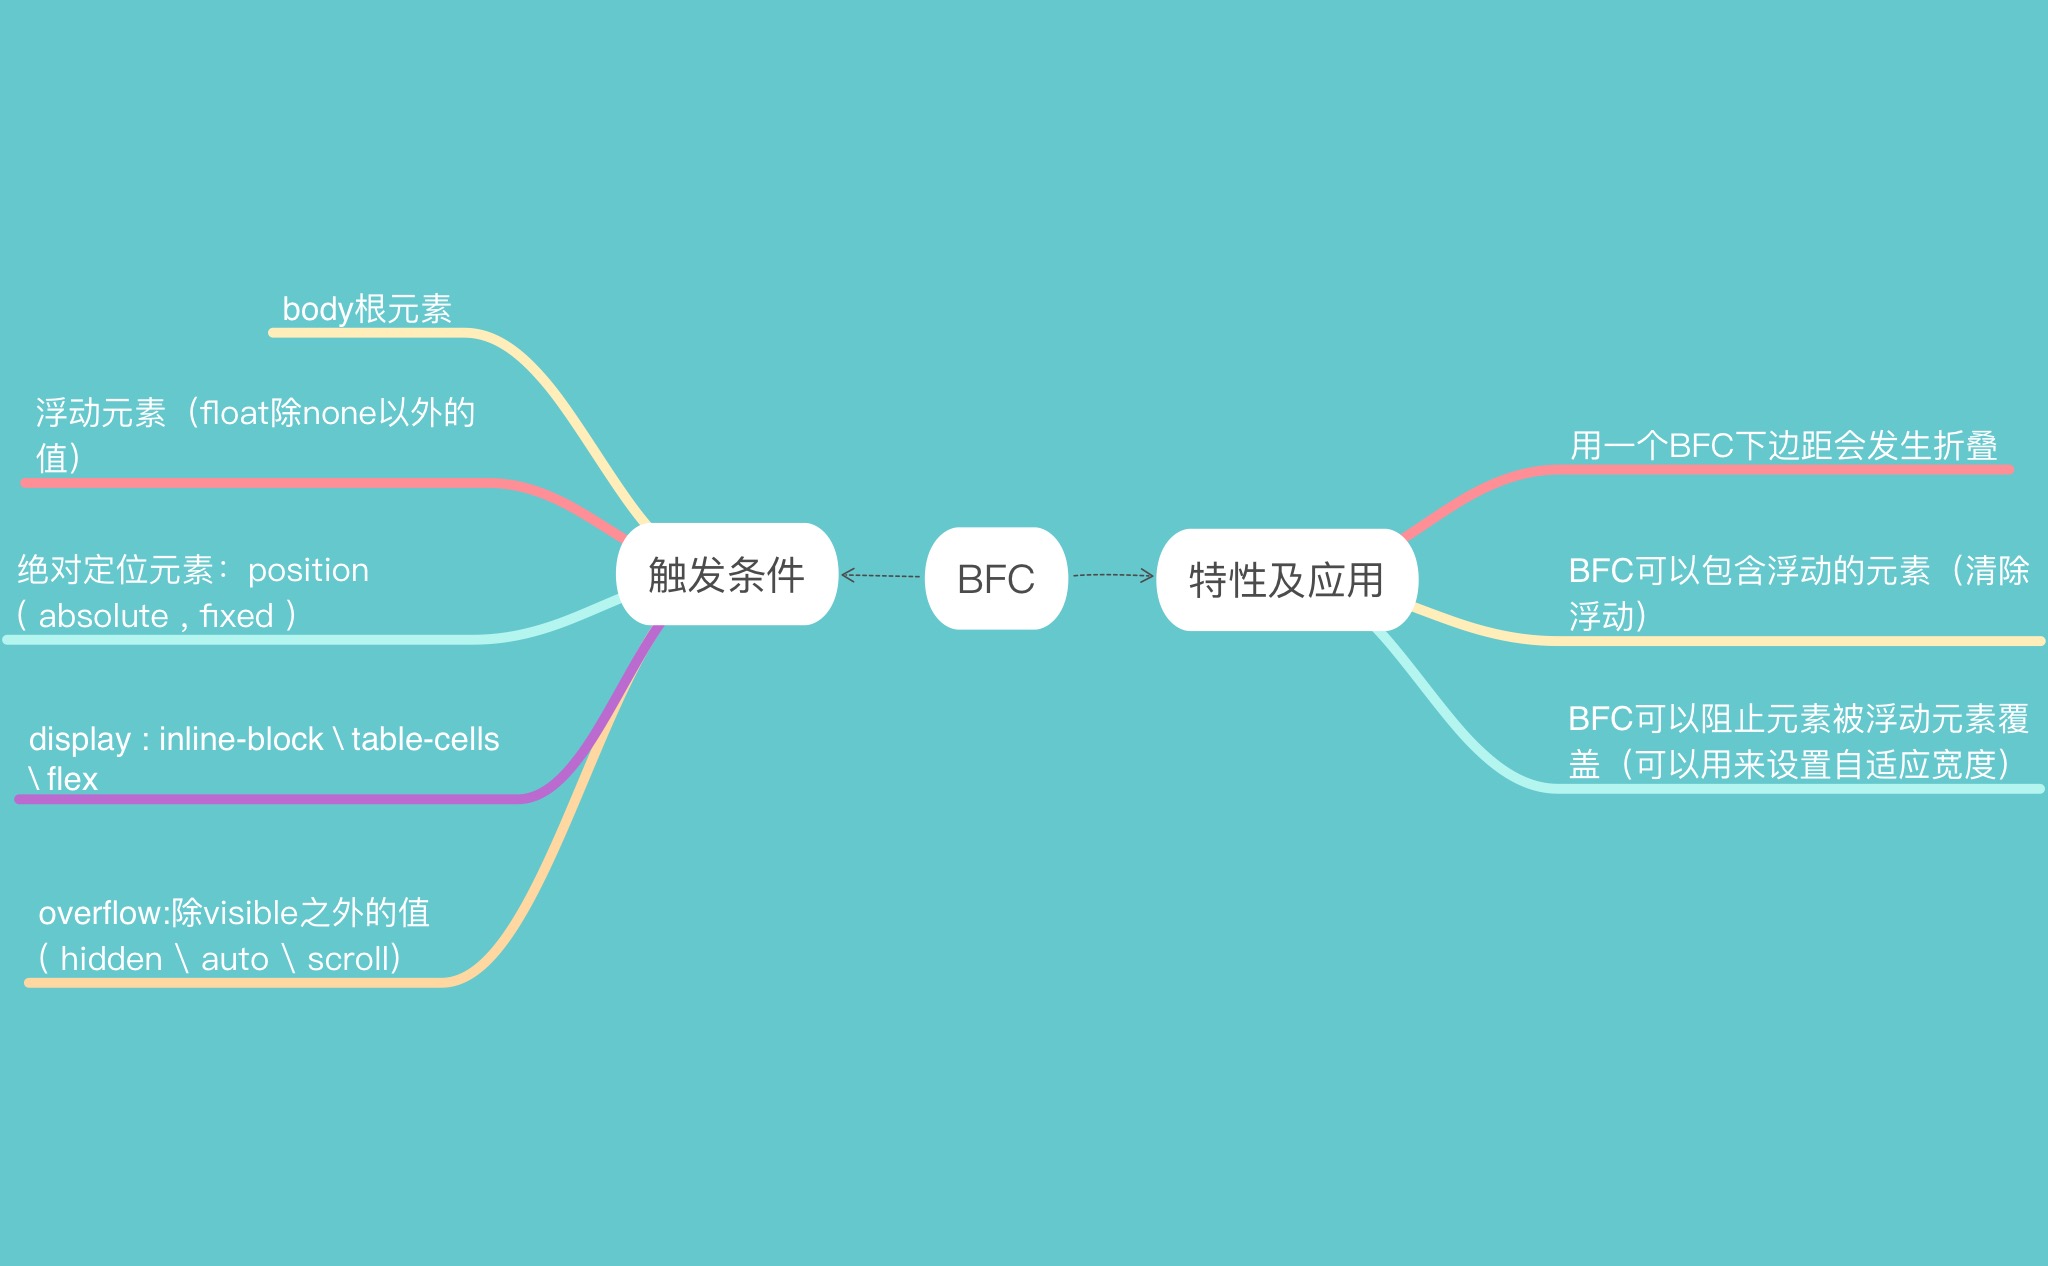 body根元素
浮动元素（float除none以外的
值）
绝对定位元素：position
（ absolute , fixed ）
display : inline-block \ table-cells
\ flex
overflow:除visible之外的值
（ hidden \ auto \ scroll）
触发条件
BFC
特性及应用
用一个BFC下边距会发生折叠
BFC可以包含浮动的元素（清除
浮动）
BFC可以阻止元素被浮动元素覆
盖（可以用来设置自适应宽度）